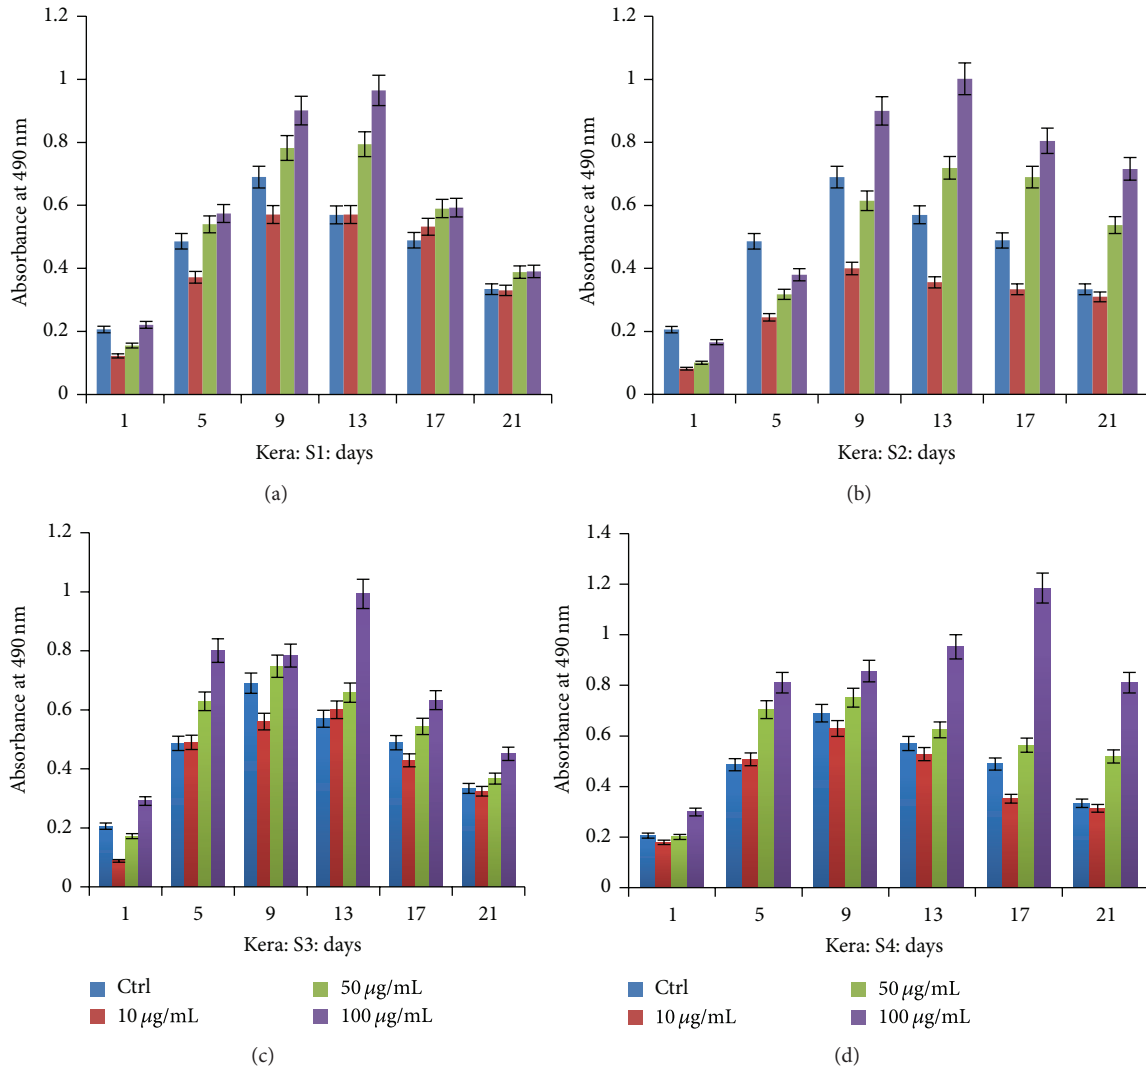 1.2
1
0.8
0.6
0.4
0.2
0
Absorbance at 490 nm
1 5 9 13 17 21
Kera: S1: days
(a)
1.2
1
0.8
0.6
0.4
0.2
0
Absorbance at 490 nm
1 5 9 13 17 21
Kera: S2: days
(b)
1.2
1
0.8
0.6
0.4
0.2
0
Absorbance at 490 nm
1 5 9 13 17 21
Kera: S3: days
Ctrl
10 μg/mL
50 μg/mL
100 μg/mL
(c)
1.4
1.2
1
0.8
0.6
0.4
0.2
0
Absorbance at 490 nm
1 5 9 13 17 21
Kera: S4: days
Ctrl
10 μg/mL
50 μg/mL
100 μg/mL
(d)